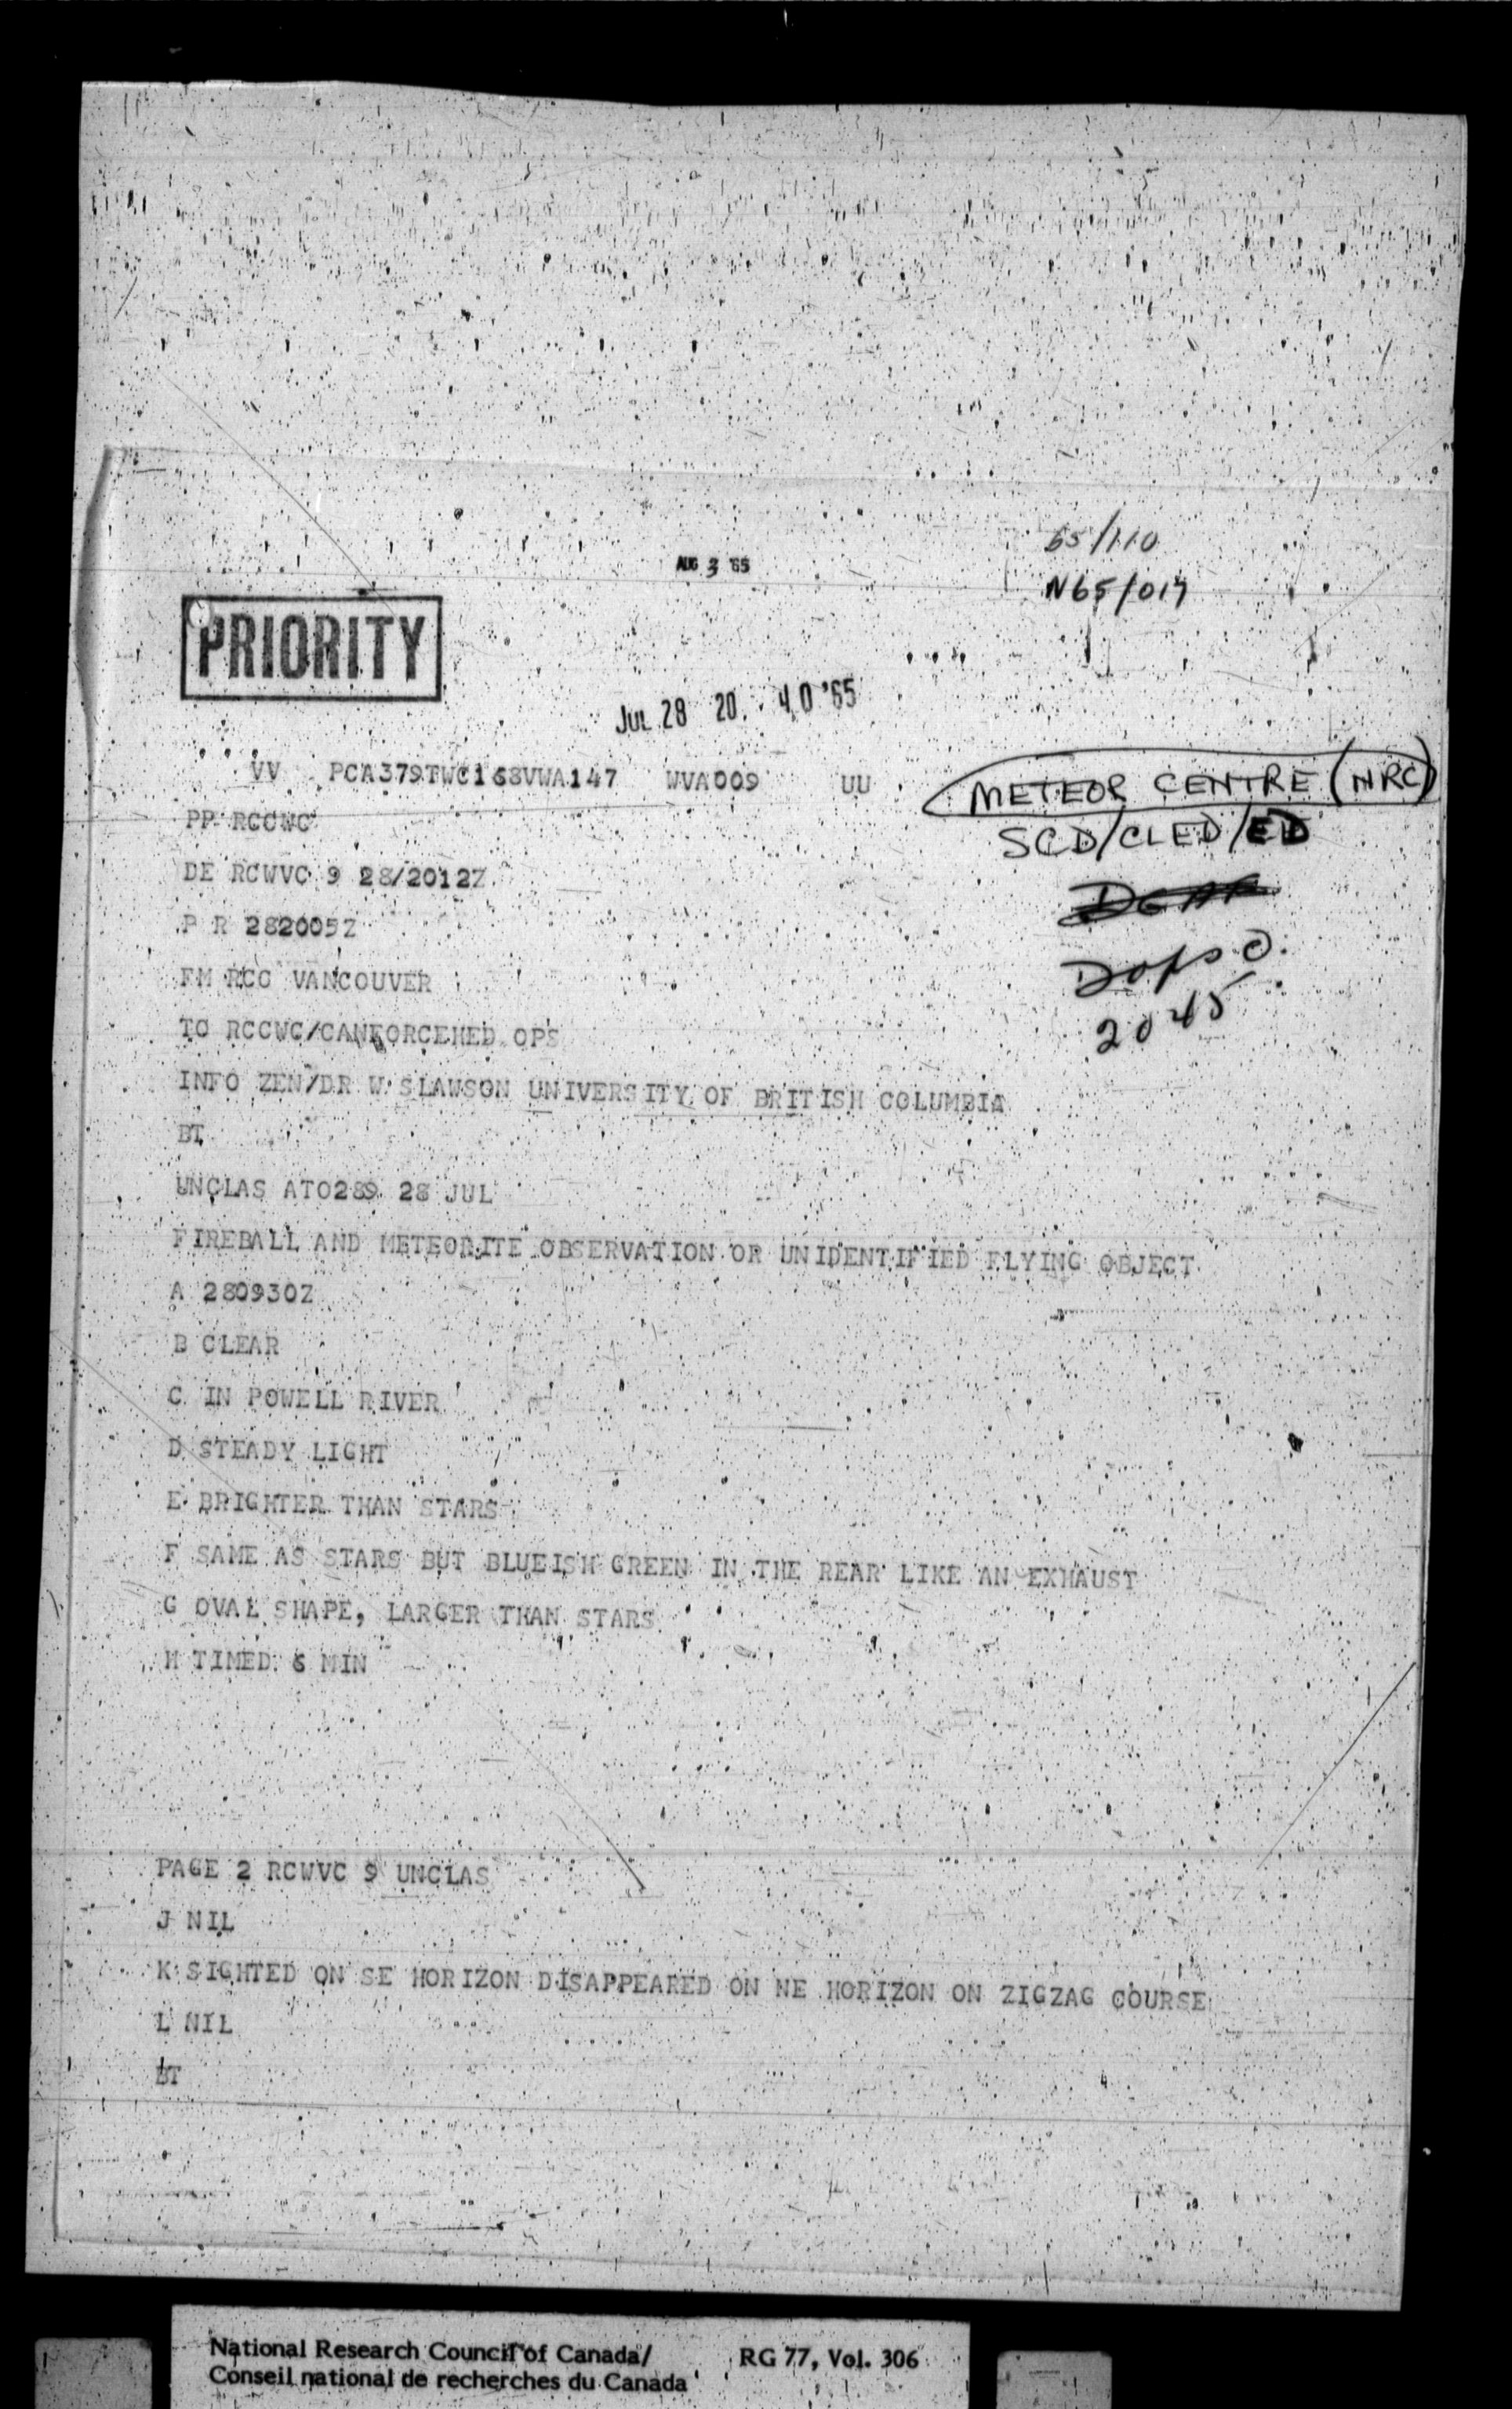 65/110
AUG 3 '65
N65/017
PRIORITY
JUL 28 20. 40 '65
VV PCA379TWC168VWA147 WVA009 UU
METEOR CENTRE (NRC)
SCD/CLED/ED
PP RCCWC
DE RCWVC 9 28/2012Z
P R 282005Z
DOPS O.
FM RCC VANCOUVER
2045
TO RCCWC/CANFORCEHED OPS
INFO ZEN/DR W SLAWSON UNIVERSITY OF BRITISH COLUMBIA
BT
UNCLAS ATO289 28 JUL
FIREBALL AND METEORITE OBSERVATION OR UNIDENTIFIED FLYING OBJECT
A 280930Z
B CLEAR
C IN POWELL RIVER
D STEADY LIGHT
E BRIGHTER THAN STARS
F SAME AS STARS BUT BLUEISH GREEN IN THE REAR LIKE AN EXHAUST
G OVAL SHAPE, LARGER THAN STARS
H TIMED 6 MIN
PAGE 2 RCWVC 9 UNCLAS
J NIL
K SIGHTED ON SE HORIZON DISAPPEARED ON NE HORIZON ON ZIGZAG COURSE
L NIL
BT
National Research Council of Canada/ RG 77, Vol. 306
Conseil national de recherches du Canada